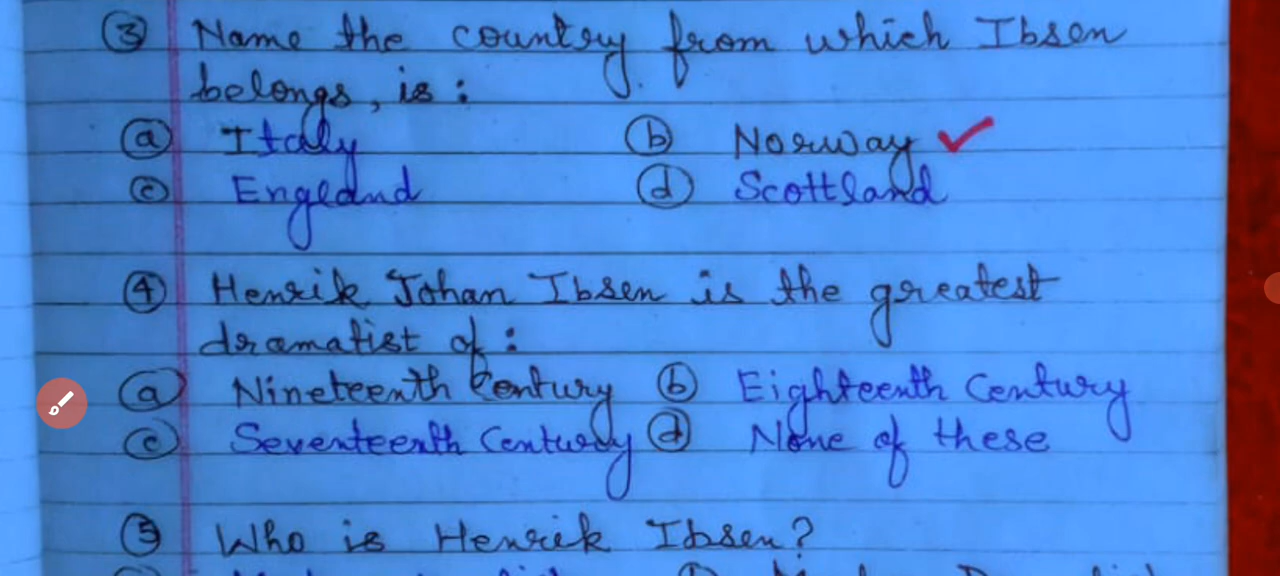 ③ Name the country from which Ibsen
belongs, is :
ⓐ Italy ⓑ Norway ✓
ⓒ England ⓓ Scottland
④ Henrik Johan Ibsen is the greatest
dramatist of :
ⓐ Nineteenth Century ⓑ Eighteenth Century
ⓒ Seventeenth Century ⓓ None of these
⑤ Who is Henrik Ibsen?